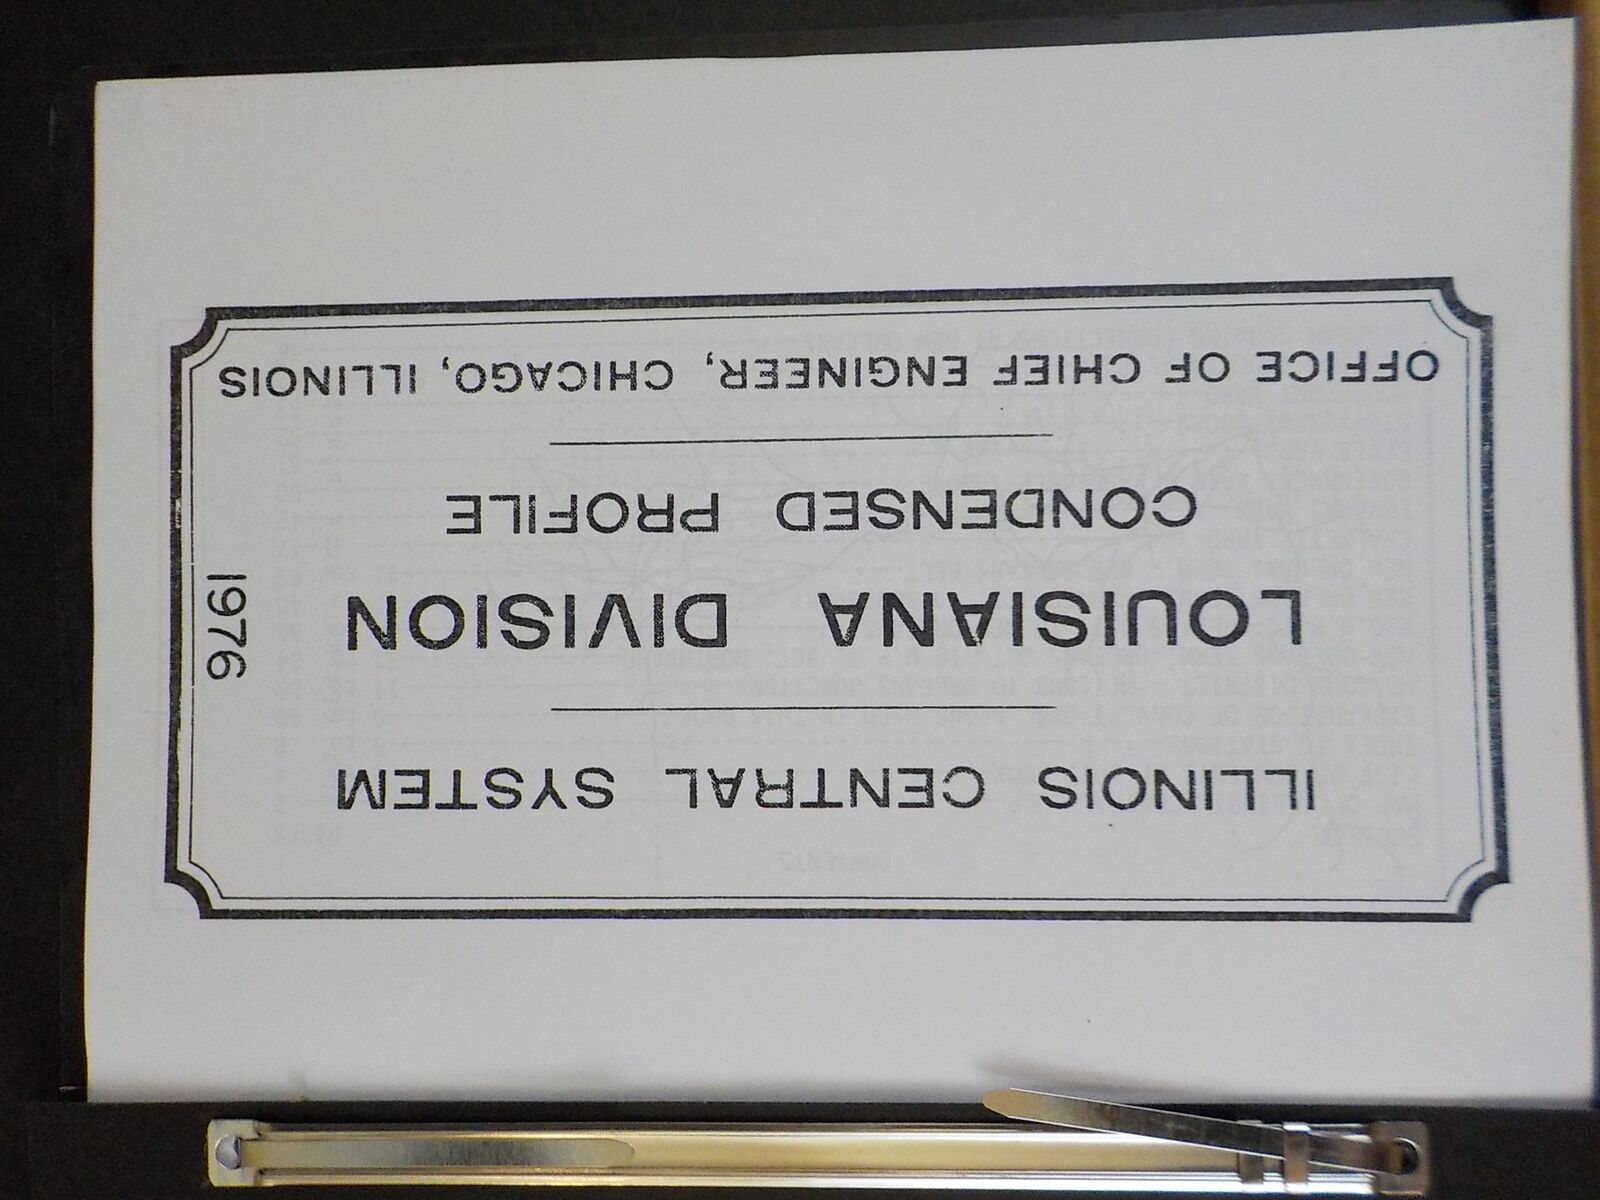 ILLINOIS CENTRAL SYSTEM
LOUISIANA DIVISION
1976
CONDENSED PROFILE
OFFICE OF CHIEF ENGINEER, CHICAGO, ILLINOIS